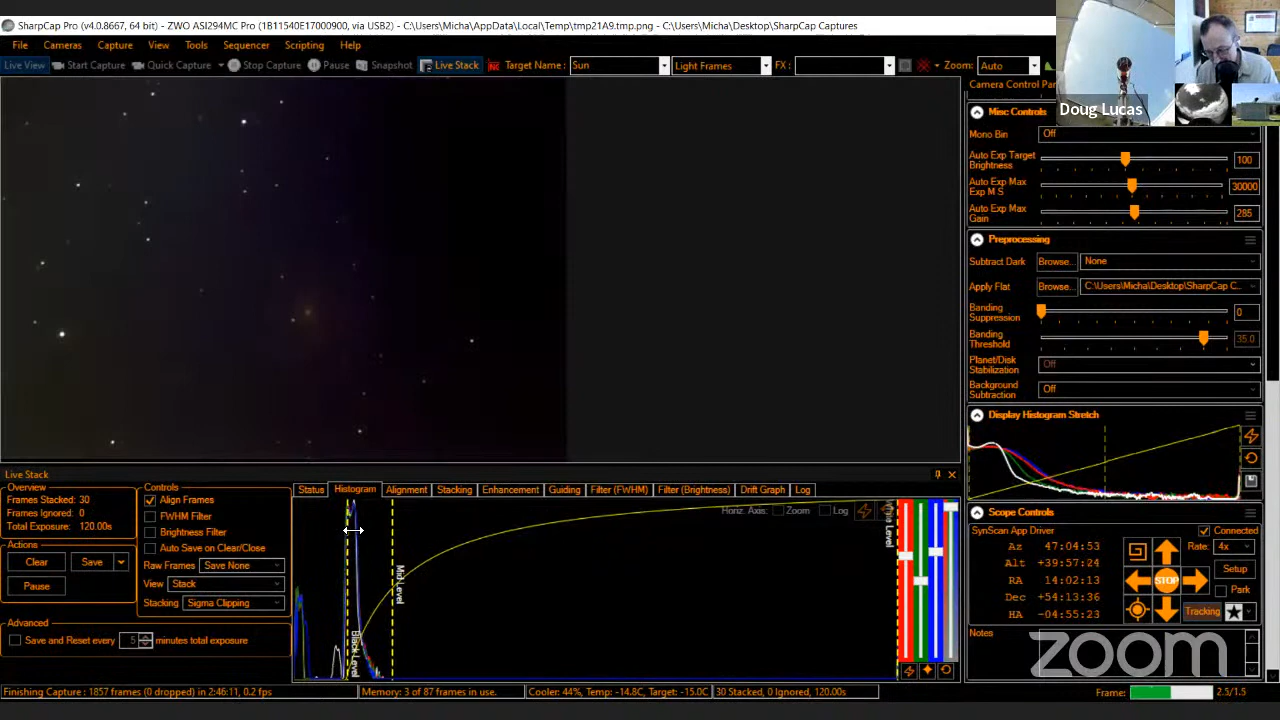 SharpCap Pro (v4.0.8667, 64 bit) - ZWO ASI294MC Pro (1B11540E17000900, via USB2) - C:\Users\Micha\AppData\Local\Temp\tmp21A9.tmp.png - C:\Users\Micha\Desktop\SharpCap Captures
File Cameras Capture View Tools Sequencer Scripting Help
Live View Start Capture Quick Capture Stop Capture Pause Snapshot Live Stack Target Name : Sun Light Frames FX : Zoom: Auto
Doug Lucas
Camera Control Pan
Misc Controls
Mono Bin Off
Auto Exp Target Brightness 100
Auto Exp Max Exp M S 30000
Auto Exp Max Gain 285
Preprocessing
Subtract Dark Browse... None
Apply Flat Browse... C:\Users\Micha\Desktop\SharpCap C...
Banding Suppression 0
Banding Threshold 35.0
Planet/Disk Stabilization Off
Background Subtraction Off
Display Histogram Stretch
Live Stack
Overview
Frames Stacked: 30
Frames Ignored: 0
Total Exposure: 120.00s
Actions
Clear Save
Pause
Controls
Align Frames
FWHM Filter
Brightness Filter
Auto Save on Clear/Close
Raw Frames Save None
View Stack
Stacking Sigma Clipping
Advanced
Save and Reset every 5 minutes total exposure
Status Histogram Alignment Stacking Enhancement Guiding Filter (FWHM) Filter (Brightness) Drift Graph Log
Horiz. Axis: Zoom Log
Black Level
Mid Level
White Level
Scope Controls
SynScan App Driver Connected
Az 47:04:53
Alt +39:57:24
RA 14:02:13
Dec +54:13:36
HA -04:55:23
STOP
Rate: 4x
Setup
Park
Tracking
Notes
zoom
Finishing Capture : 1857 frames (0 dropped) in 2:46:11, 0.2 fps Memory: 3 of 87 frames in use. Cooler: 44%, Temp: -14.8C, Target: -15.0C 30 Stacked, 0 Ignored, 120.00s Frame: 2.5/1.5